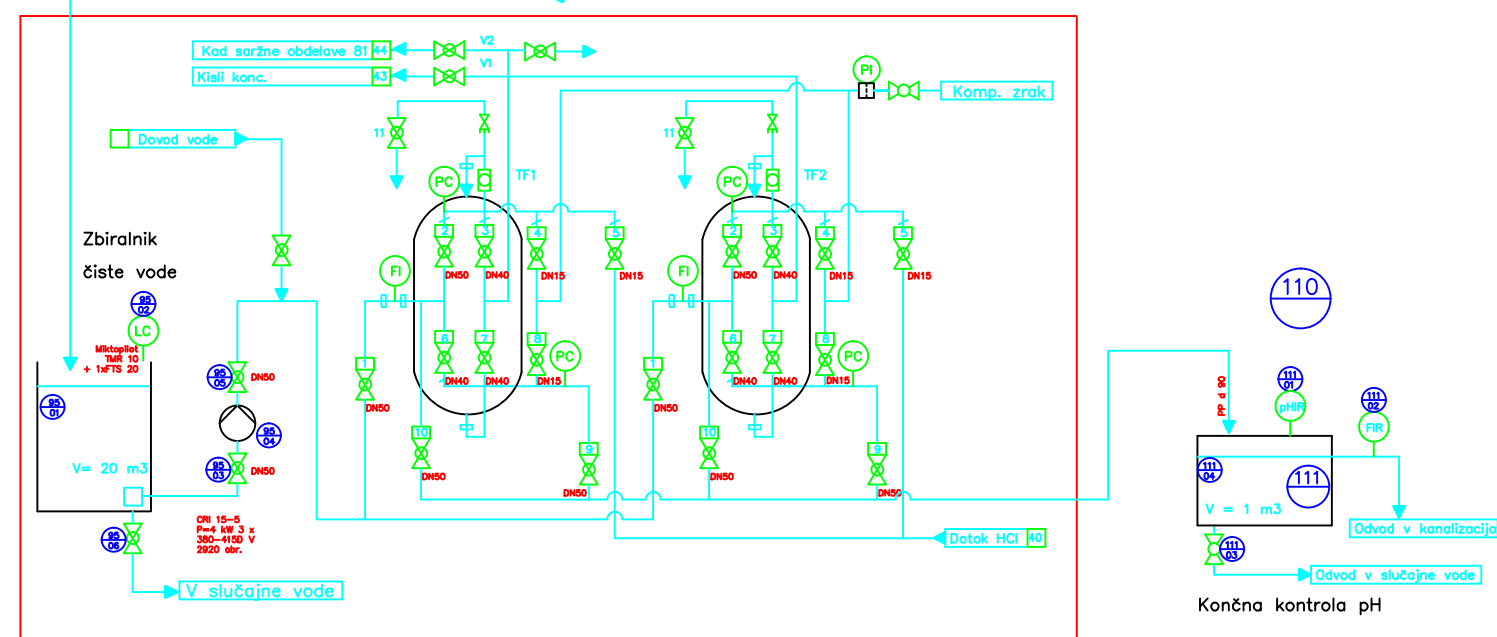 Kad saržne obdelave 81 44
V2
Kisli konc. 43
V1
PI
Komp. zrak
Dovod vode
11
PC
TF1
11
PC
TF2
2
3
4
5
DN50
DN40
DN15
DN15
2
3
4
5
DN50
DN40
DN15
DN15
Zbiralnik
čiste vode
95
02
LC
Miktopilot
TMR 10
+ 1xFTS 20
FI
FI
110
6
7
8
PC
DN40
DN40
DN15
6
7
8
PC
DN40
DN40
DN15
1
DN50
1
DN50
95
01
95
05
DN50
95
04
95
03
DN50
V= 20 m3
CRI 15-5
P=4 kW 3 x
380-415D V
2920 obr.
95
06
V slučajne vode
10
DN50
9
DN50
10
DN50
9
DN50
Dotok HCl 40
PP d 90
111
01
pHIR
111
02
FIR
111
04
111
V = 1 m3
Odvod v kanalizacijo
111
03
Odvod v slučajne vode
Končna kontrola pH